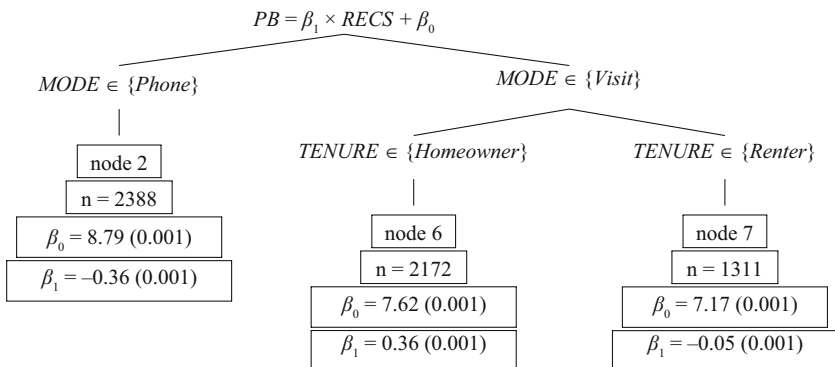 PB = β₁ × RECS + β₀
MODE ∈ {Phone}
MODE ∈ {Visit}
TENURE ∈ {Homeowner}
TENURE ∈ {Renter}
node 2
n = 2388
β₀ = 8.79 (0.001)
β₁ = –0.36 (0.001)
node 6
n = 2172
β₀ = 7.62 (0.001)
β₁ = 0.36 (0.001)
node 7
n = 1311
β₀ = 7.17 (0.001)
β₁ = –0.05 (0.001)